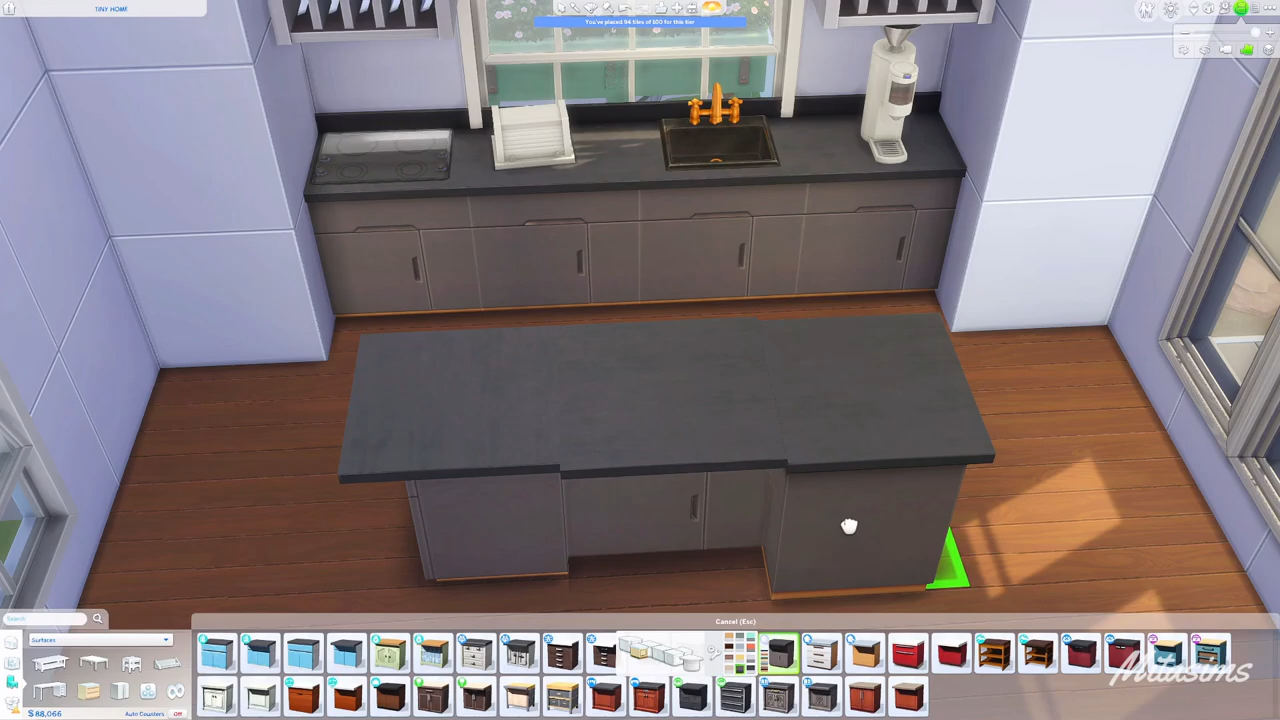 TINY HOME
You've placed 94 tiles of 100 for this tier
Cancel (Esc)
Search
Surfaces
$88,066
Auto Counters
Off
Mitasims